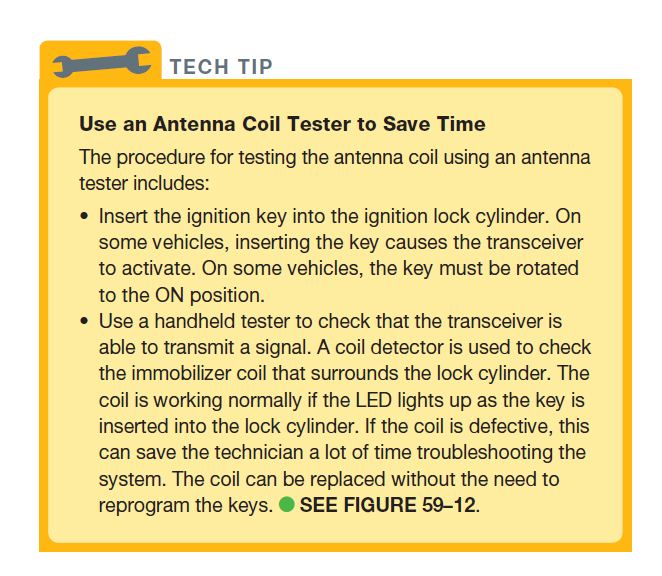 TECH TIP
Use an Antenna Coil Tester to Save Time
The procedure for testing the antenna coil using an antenna
tester includes:
• Insert the ignition key into the ignition lock cylinder. On
some vehicles, inserting the key causes the transceiver
to activate. On some vehicles, the key must be rotated
to the ON position.
• Use a handheld tester to check that the transceiver is
able to transmit a signal. A coil detector is used to check
the immobilizer coil that surrounds the lock cylinder. The
coil is working normally if the LED lights up as the key is
inserted into the lock cylinder. If the coil is defective, this
can save the technician a lot of time troubleshooting the
system. The coil can be replaced without the need to
reprogram the keys. ● SEE FIGURE 59–12.